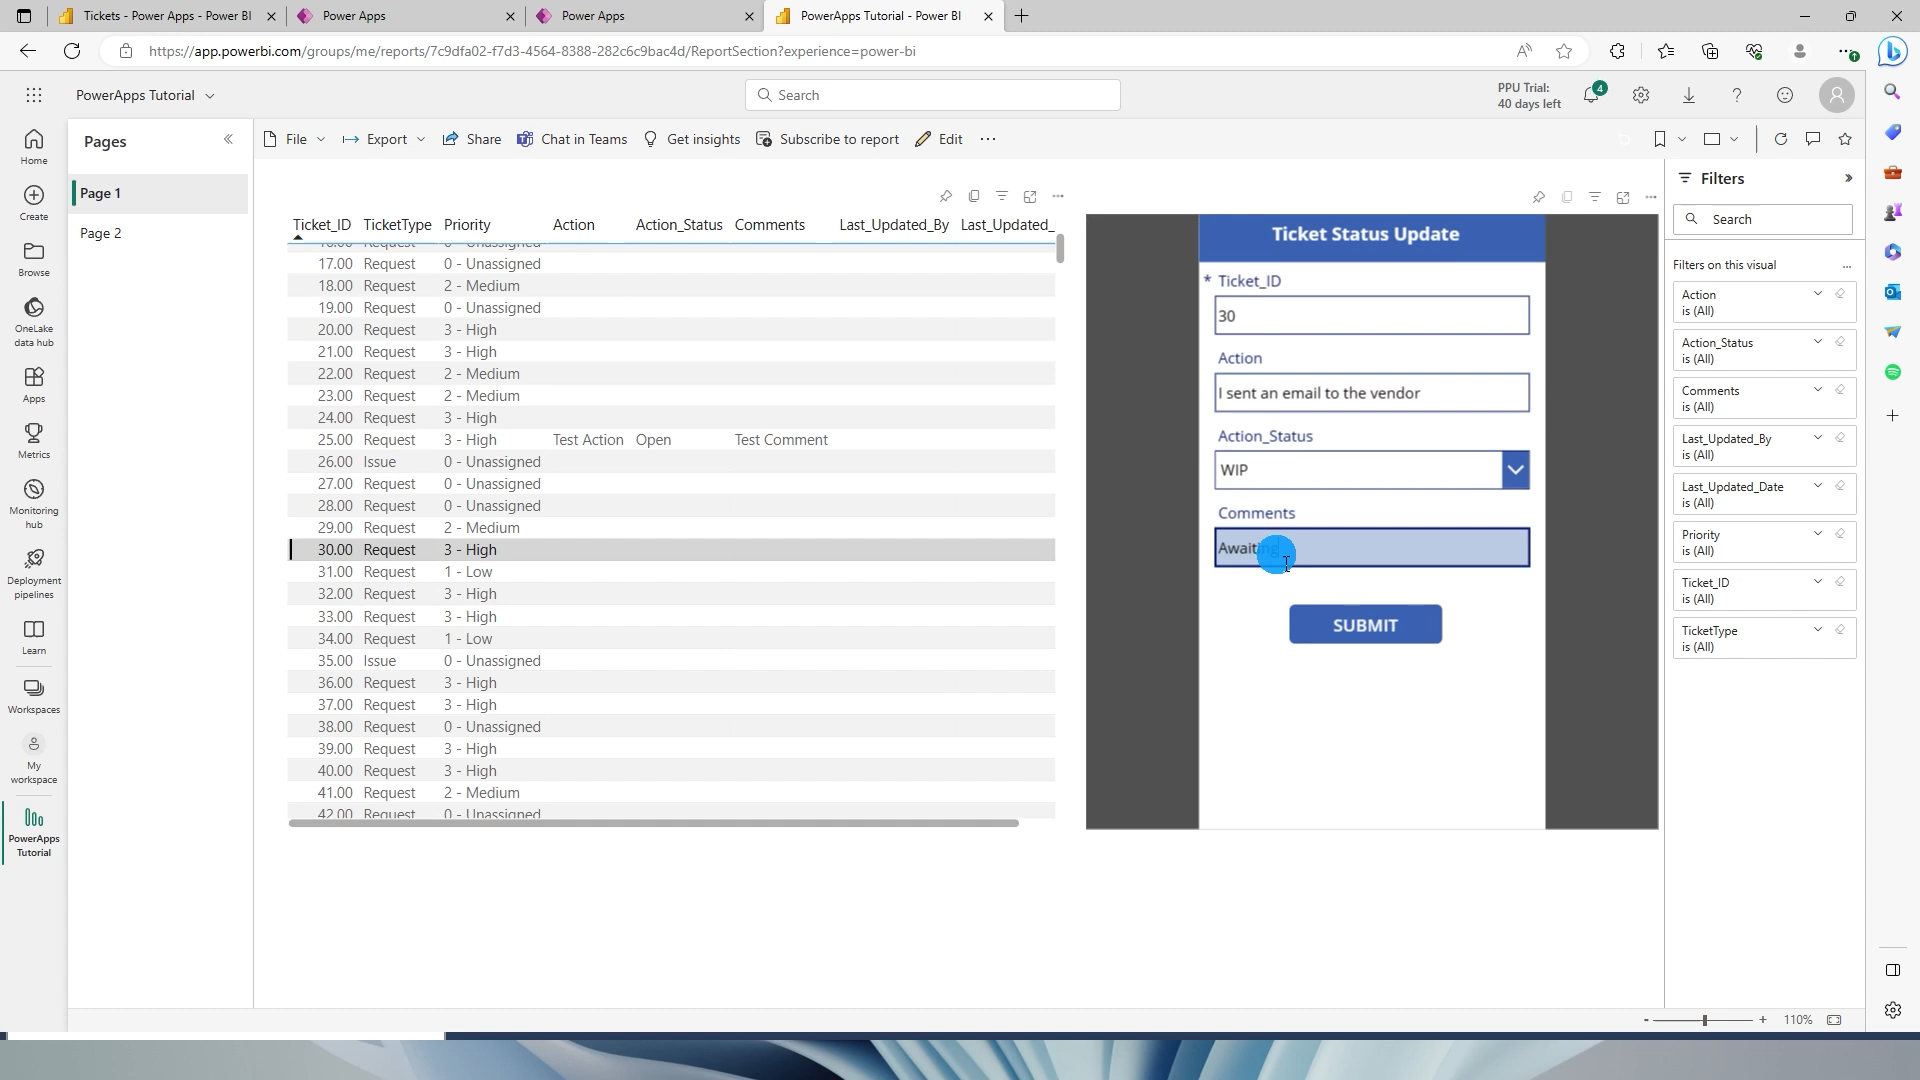 Tickets - Power Apps - Power BI
Power Apps
Power Apps
PowerApps Tutorial - Power BI
https://app.powerbi.com/groups/me/reports/7c9dfa02-f7d3-4564-8388-282c6c9bac4d/ReportSection?experience=power-bi
PowerApps Tutorial
Search
PPU Trial:
40 days left
4
Pages
Page 1
Page 2
Home
Create
Browse
OneLake
data hub
Apps
Metrics
Monitoring
hub
Deployment
pipelines
Learn
Workspaces
My
workspace
PowerApps
Tutorial
File Export Share Chat in Teams Get insights Subscribe to report Edit
Ticket_ID TicketType Priority Action Action_Status Comments Last_Updated_By Last_Updated_
16.00 Request 0 - Unassigned
17.00 Request 0 - Unassigned
18.00 Request 2 - Medium
19.00 Request 0 - Unassigned
20.00 Request 3 - High
21.00 Request 3 - High
22.00 Request 2 - Medium
23.00 Request 2 - Medium
24.00 Request 3 - High
25.00 Request 3 - High Test Action Open Test Comment
26.00 Issue 0 - Unassigned
27.00 Request 0 - Unassigned
28.00 Request 0 - Unassigned
29.00 Request 2 - Medium
30.00 Request 3 - High
31.00 Request 1 - Low
32.00 Request 3 - High
33.00 Request 3 - High
34.00 Request 1 - Low
35.00 Issue 0 - Unassigned
36.00 Request 3 - High
37.00 Request 3 - High
38.00 Request 0 - Unassigned
39.00 Request 3 - High
40.00 Request 3 - High
41.00 Request 2 - Medium
42.00 Request 0 - Unassigned
Ticket Status Update
* Ticket_ID
30
Action
I sent an email to the vendor
Action_Status
WIP
Comments
Awaiting
SUBMIT
Filters
Search
Filters on this visual
Action
is (All)
Action_Status
is (All)
Comments
is (All)
Last_Updated_By
is (All)
Last_Updated_Date
is (All)
Priority
is (All)
Ticket_ID
is (All)
TicketType
is (All)
- + 110%